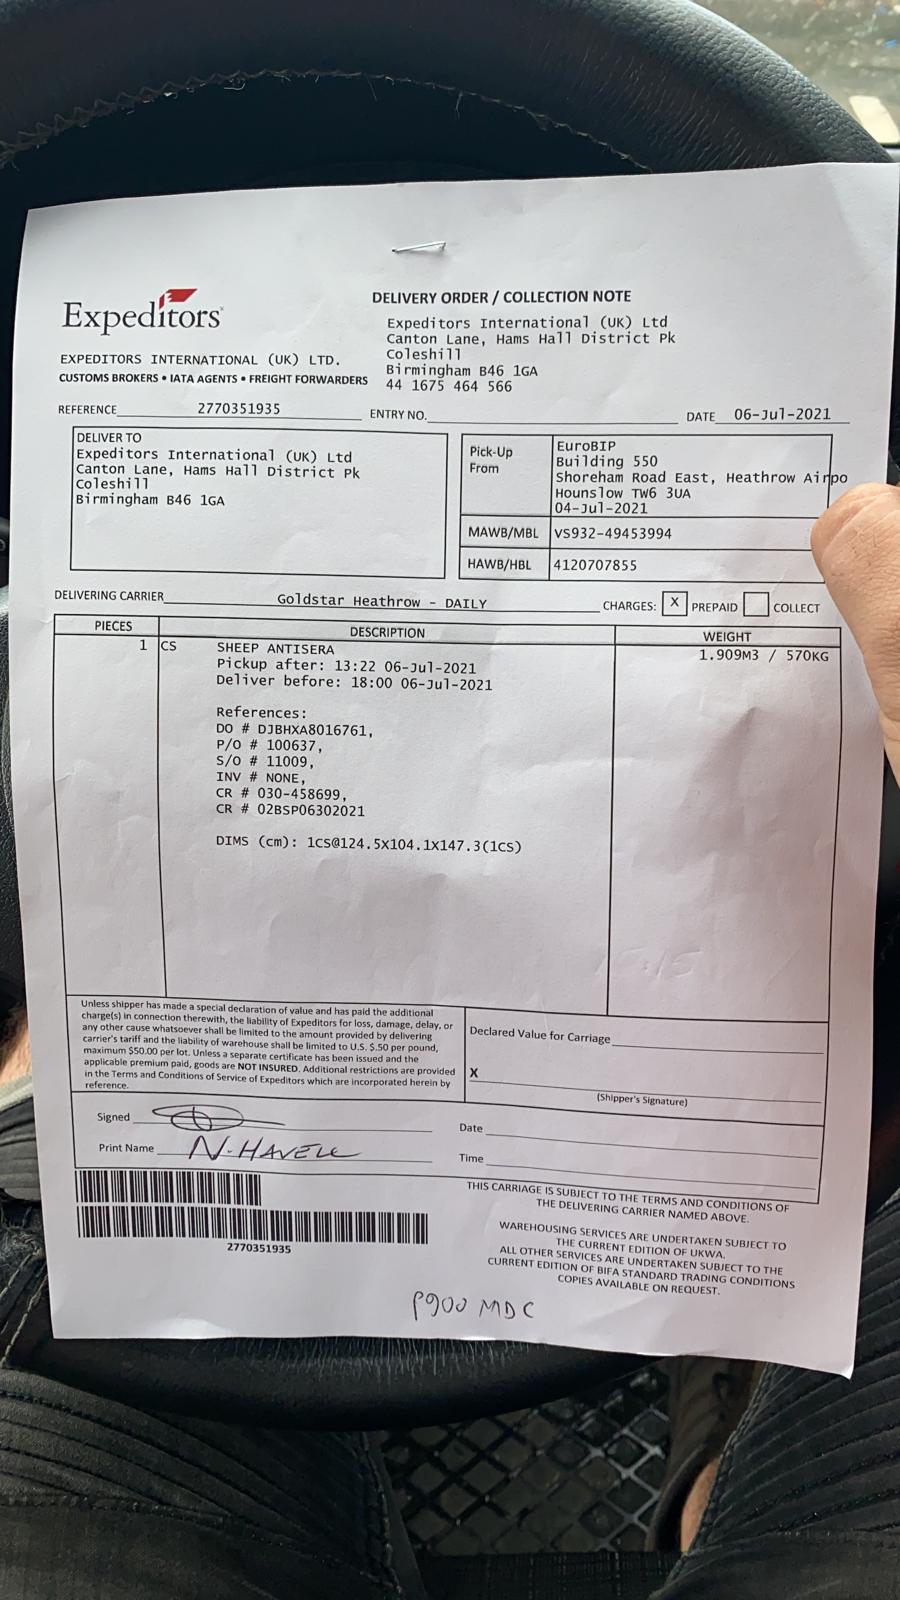 Expeditors
EXPEDITORS INTERNATIONAL (UK) LTD.
CUSTOMS BROKERS • IATA AGENTS • FREIGHT FORWARDERS
DELIVERY ORDER / COLLECTION NOTE
Expeditors International (UK) Ltd
Canton Lane, Hams Hall District Pk
Coleshill
Birmingham B46 1GA
44 1675 464 566
REFERENCE 2770351935 ENTRY NO. DATE 06-Jul-2021
DELIVER TO
Expeditors International (UK) Ltd
Canton Lane, Hams Hall District Pk
Coleshill
Birmingham B46 1GA
Pick-Up
From
EuroBIP
Building 550
Shoreham Road East, Heathrow Airpo
Hounslow TW6 3UA
04-Jul-2021
MAWB/MBL VS932-49453994
HAWB/HBL 4120707855
DELIVERING CARRIER Goldstar Heathrow - DAILY CHARGES: X PREPAID COLLECT
PIECES DESCRIPTION WEIGHT
1 CS SHEEP ANTISERA 1.909M3 / 570KG
Pickup after: 13:22 06-Jul-2021
Deliver before: 18:00 06-Jul-2021
References:
DO # DJBHXA8016761,
P/O # 100637,
S/O # 11009,
INV # NONE,
CR # 030-458699,
CR # 02BSP06302021
DIMS (cm): 1CS@124.5X104.1X147.3(1CS)
Unless shipper has made a special declaration of value and has paid the additional
charge(s) in connection therewith, the liability of Expeditors for loss, damage, delay, or
any other cause whatsoever shall be limited to the amount provided by delivering
carrier's tariff and the liability of warehouse shall be limited to U.S. $.50 per pound,
maximum $50.00 per lot. Unless a separate certificate has been issued and the
applicable premium paid, goods are NOT INSURED. Additional restrictions are provided
in the Terms and Conditions of Service of Expeditors which are incorporated herein by
reference.
Declared Value for Carriage
X
(Shipper's Signature)
Signed
Print Name N. HAVELL
Date
Time
2770351935
THIS CARRIAGE IS SUBJECT TO THE TERMS AND CONDITIONS OF
THE DELIVERING CARRIER NAMED ABOVE.
WAREHOUSING SERVICES ARE UNDERTAKEN SUBJECT TO
THE CURRENT EDITION OF UKWA.
ALL OTHER SERVICES ARE UNDERTAKEN SUBJECT TO THE
CURRENT EDITION OF BIFA STANDARD TRADING CONDITIONS
COPIES AVAILABLE ON REQUEST.
P900 MDC